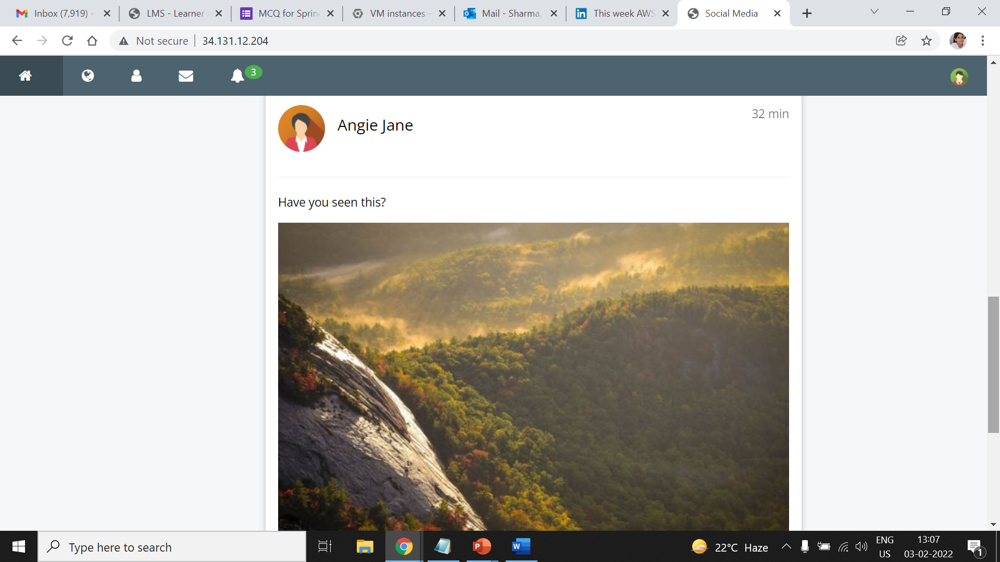 Inbox (7,919) -
LMS - Learner
MCQ for Sprin
VM instances -
Mail - Sharma,
This week AWS
Social Media
Not secure
34.131.12.204
3
Angie Jane
32 min
Have you seen this?
Type here to search
22°C Haze
ENG
US
13:07
03-02-2022
1